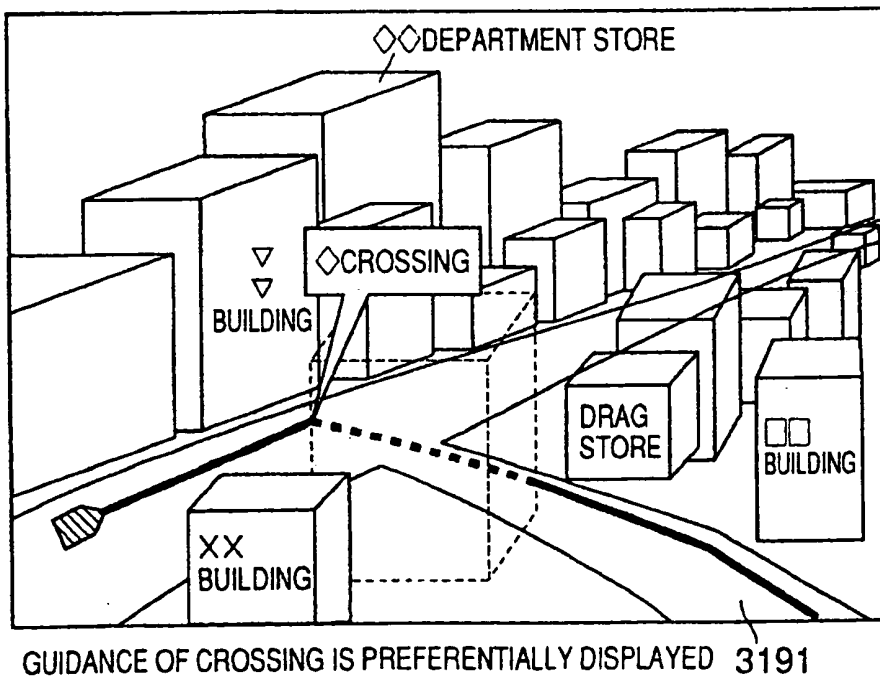 ◇◇DEPARTMENT STORE
◇CROSSING
▽
▽
BUILDING
DRAG
STORE
□□
BUILDING
XX
BUILDING
GUIDANCE OF CROSSING IS PREFERENTIALLY DISPLAYED 3191